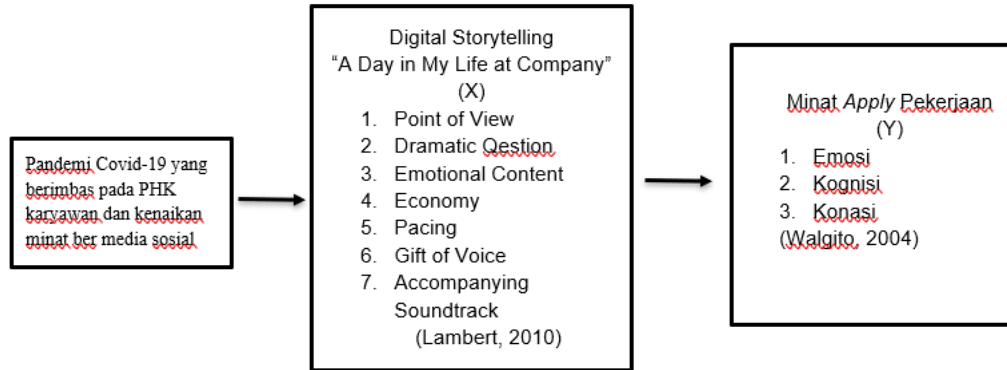 Pandemi Covid-19 yang
berimbas pada PHK
karyawan dan kenaikan
minat ber media sosial
Digital Storytelling
“A Day in My Life at Company”
(X)
1. Point of View
2. Dramatic Qestion
3. Emotional Content
4. Economy
5. Pacing
6. Gift of Voice
7. Accompanying
Soundtrack
(Lambert, 2010)
Minat Apply Pekerjaan
(Y)
1. Emosi
2. Kognisi
3. Konasi
(Walgito, 2004)